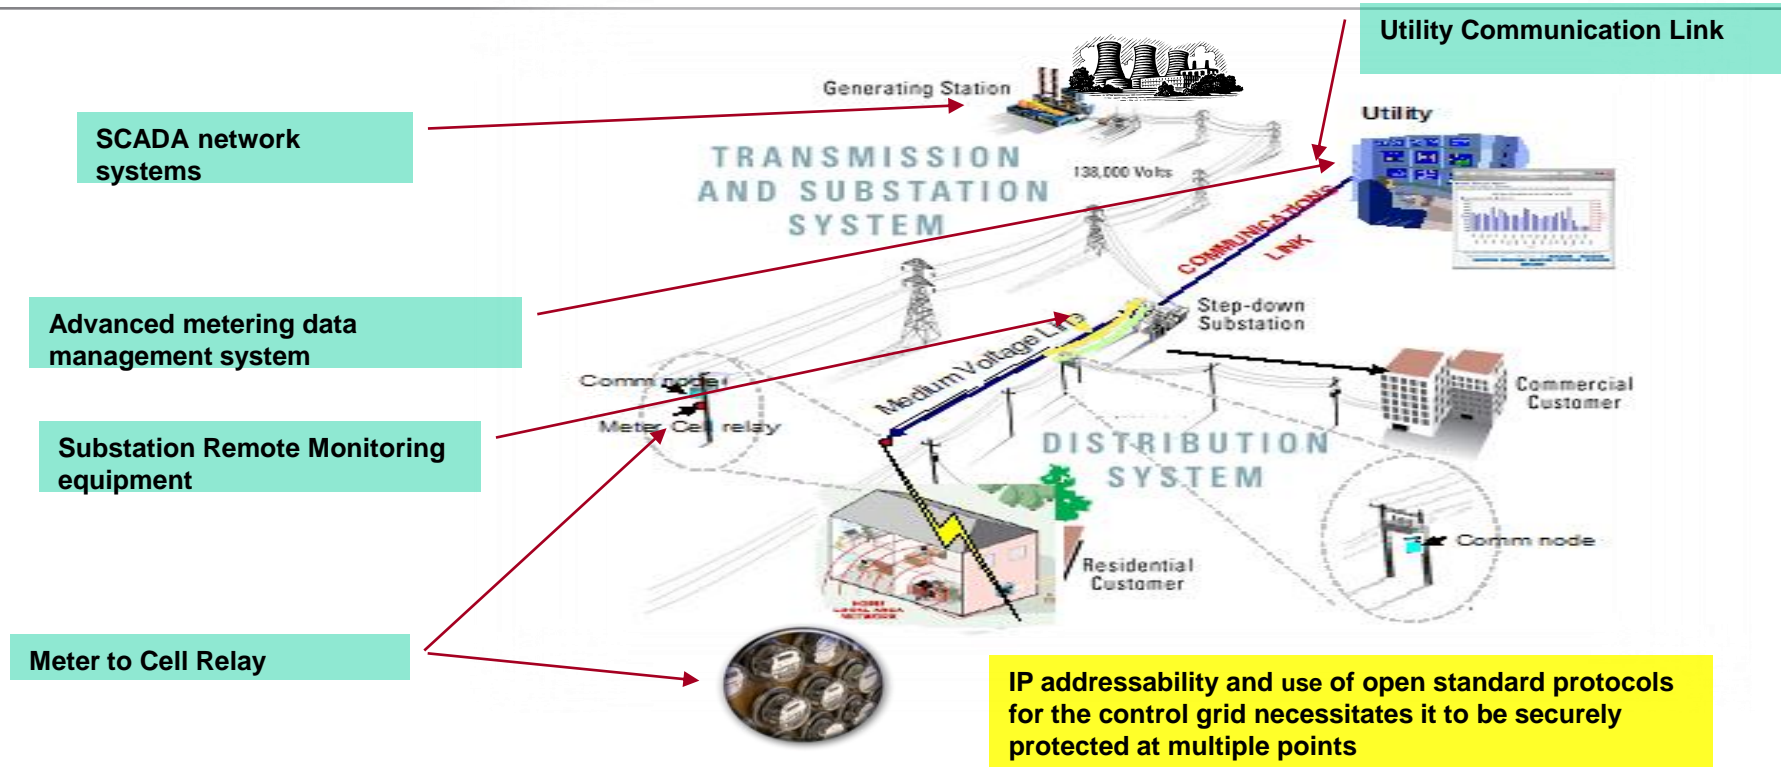 Utility Communication Link
Generating Station
Utility
SCADA network
systems
TRANSMISSION
AND SUBSTATION
SYSTEM
138,000 Volts
COMMUNICATIONS
LINK
Advanced metering data
management system
Step-down
Substation
Medium Voltage Line
Comm node
Meter Cell relay
Commercial
Customer
Substation Remote Monitoring
equipment
DISTRIBUTION
SYSTEM
Comm node
Residential
Customer
LOCAL AREA
NETWORK
Meter to Cell Relay
IP addressability and use of open standard protocols
for the control grid necessitates it to be securely
protected at multiple points